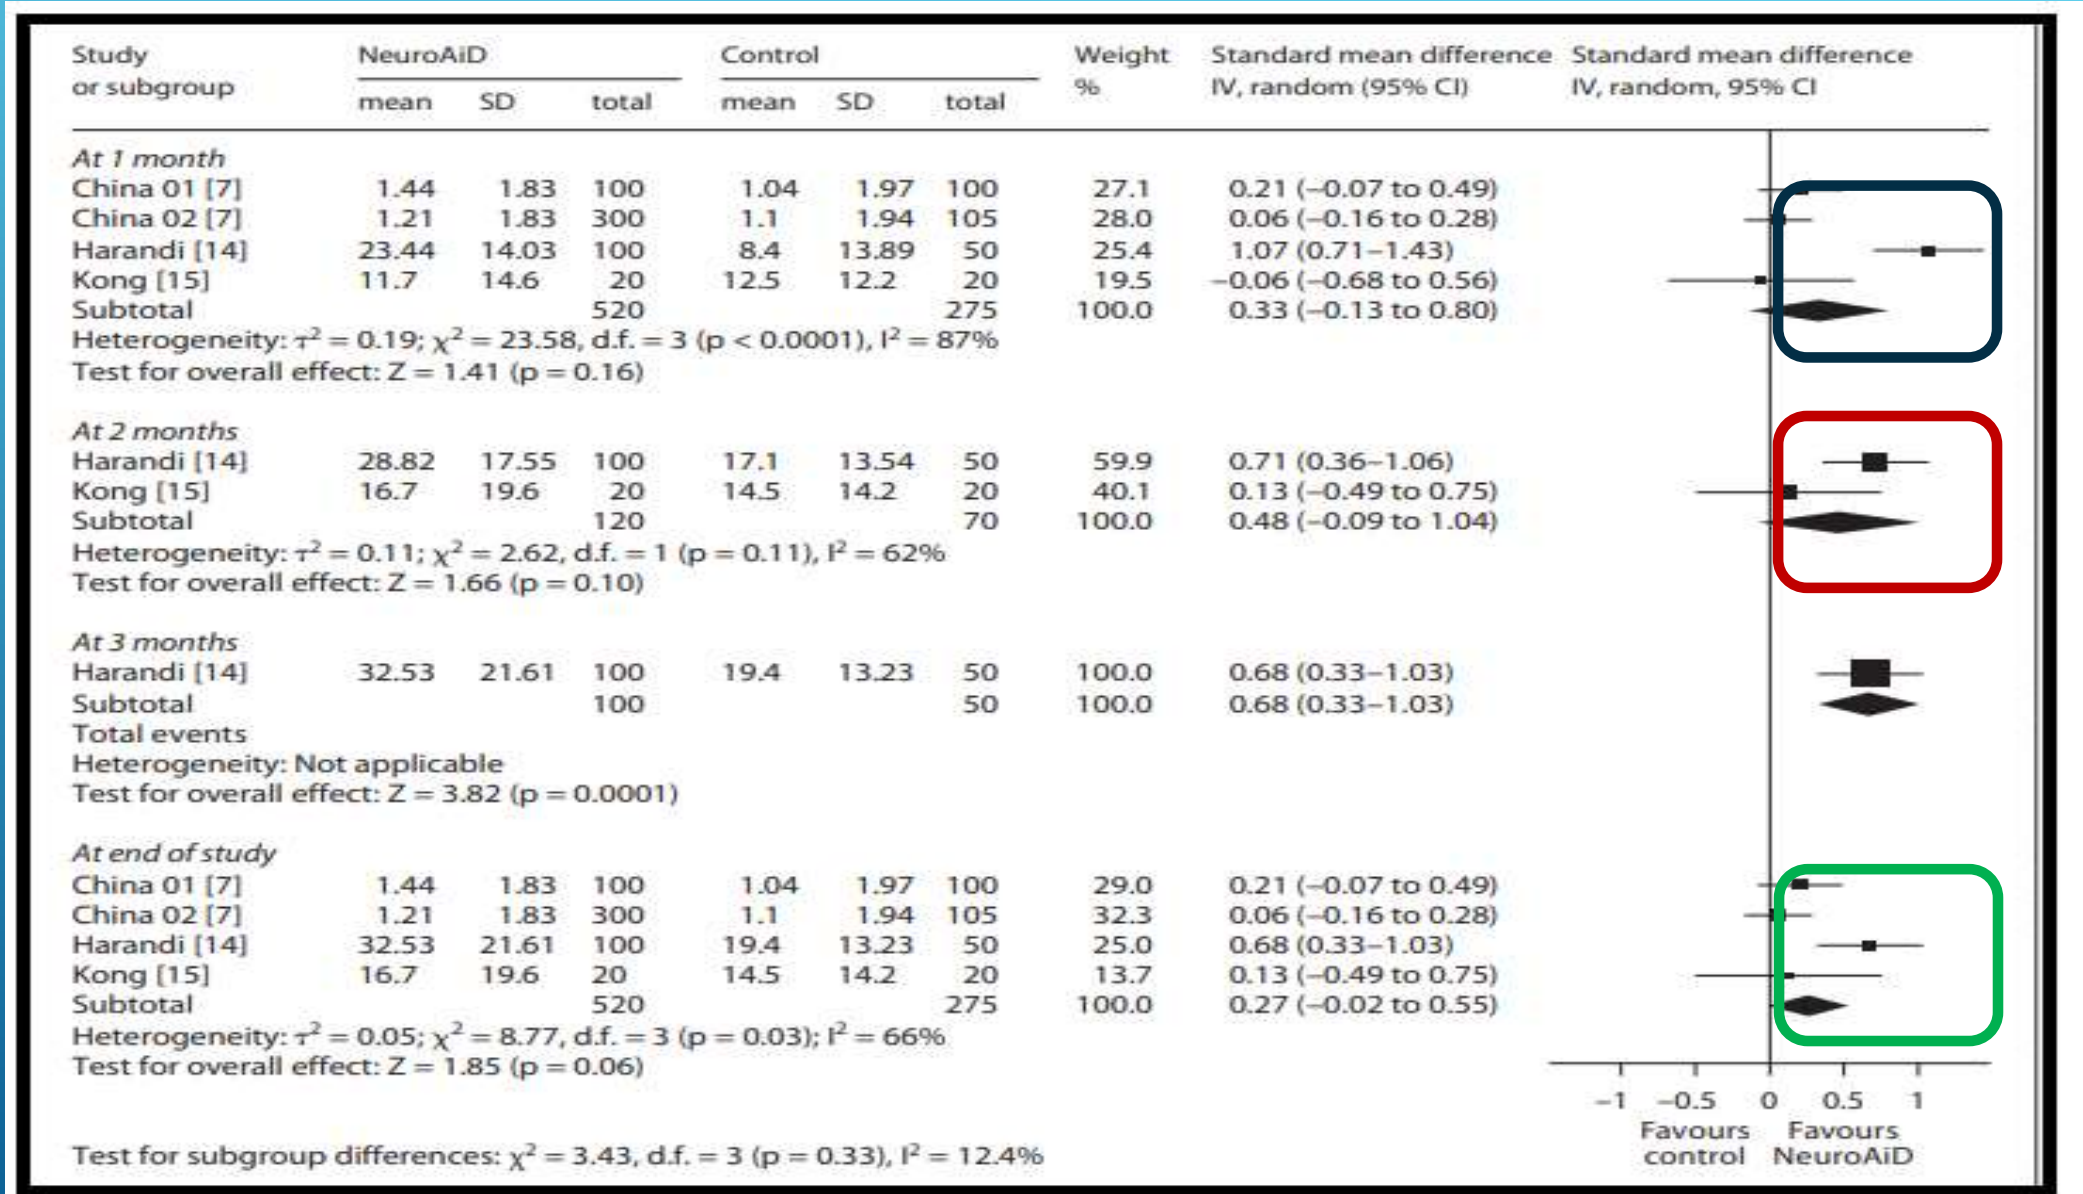 Study NeuroAiD Control Weight Standard mean difference Standard mean difference
or subgroup mean SD total mean SD total % IV, random (95% CI) IV, random, 95% CI
At 1 month
China 01 [7] 1.44 1.83 100 1.04 1.97 100 27.1 0.21 (–0.07 to 0.49)
China 02 [7] 1.21 1.83 300 1.1 1.94 105 28.0 0.06 (–0.16 to 0.28)
Harandi [14] 23.44 14.03 100 8.4 13.89 50 25.4 1.07 (0.71–1.43)
Kong [15] 11.7 14.6 20 12.5 12.2 20 19.5 –0.06 (–0.68 to 0.56)
Subtotal 520 275 100.0 0.33 (–0.13 to 0.80)
Heterogeneity: τ² = 0.19; χ² = 23.58, d.f. = 3 (p < 0.0001), I² = 87%
Test for overall effect: Z = 1.41 (p = 0.16)
At 2 months
Harandi [14] 28.82 17.55 100 17.1 13.54 50 59.9 0.71 (0.36–1.06)
Kong [15] 16.7 19.6 20 14.5 14.2 20 40.1 0.13 (–0.49 to 0.75)
Subtotal 120 70 100.0 0.48 (–0.09 to 1.04)
Heterogeneity: τ² = 0.11; χ² = 2.62, d.f. = 1 (p = 0.11), I² = 62%
Test for overall effect: Z = 1.66 (p = 0.10)
At 3 months
Harandi [14] 32.53 21.61 100 19.4 13.23 50 100.0 0.68 (0.33–1.03)
Subtotal 100 50 100.0 0.68 (0.33–1.03)
Total events
Heterogeneity: Not applicable
Test for overall effect: Z = 3.82 (p = 0.0001)
At end of study
China 01 [7] 1.44 1.83 100 1.04 1.97 100 29.0 0.21 (–0.07 to 0.49)
China 02 [7] 1.21 1.83 300 1.1 1.94 105 32.3 0.06 (–0.16 to 0.28)
Harandi [14] 32.53 21.61 100 19.4 13.23 50 25.0 0.68 (0.33–1.03)
Kong [15] 16.7 19.6 20 14.5 14.2 20 13.7 0.13 (–0.49 to 0.75)
Subtotal 520 275 100.0 0.27 (–0.02 to 0.55)
Heterogeneity: τ² = 0.05; χ² = 8.77, d.f. = 3 (p = 0.03); I² = 66%
Test for overall effect: Z = 1.85 (p = 0.06)
–1 –0.5 0 0.5 1
Favours Favours
control NeuroAiD
Test for subgroup differences: χ² = 3.43, d.f. = 3 (p = 0.33), I² = 12.4%